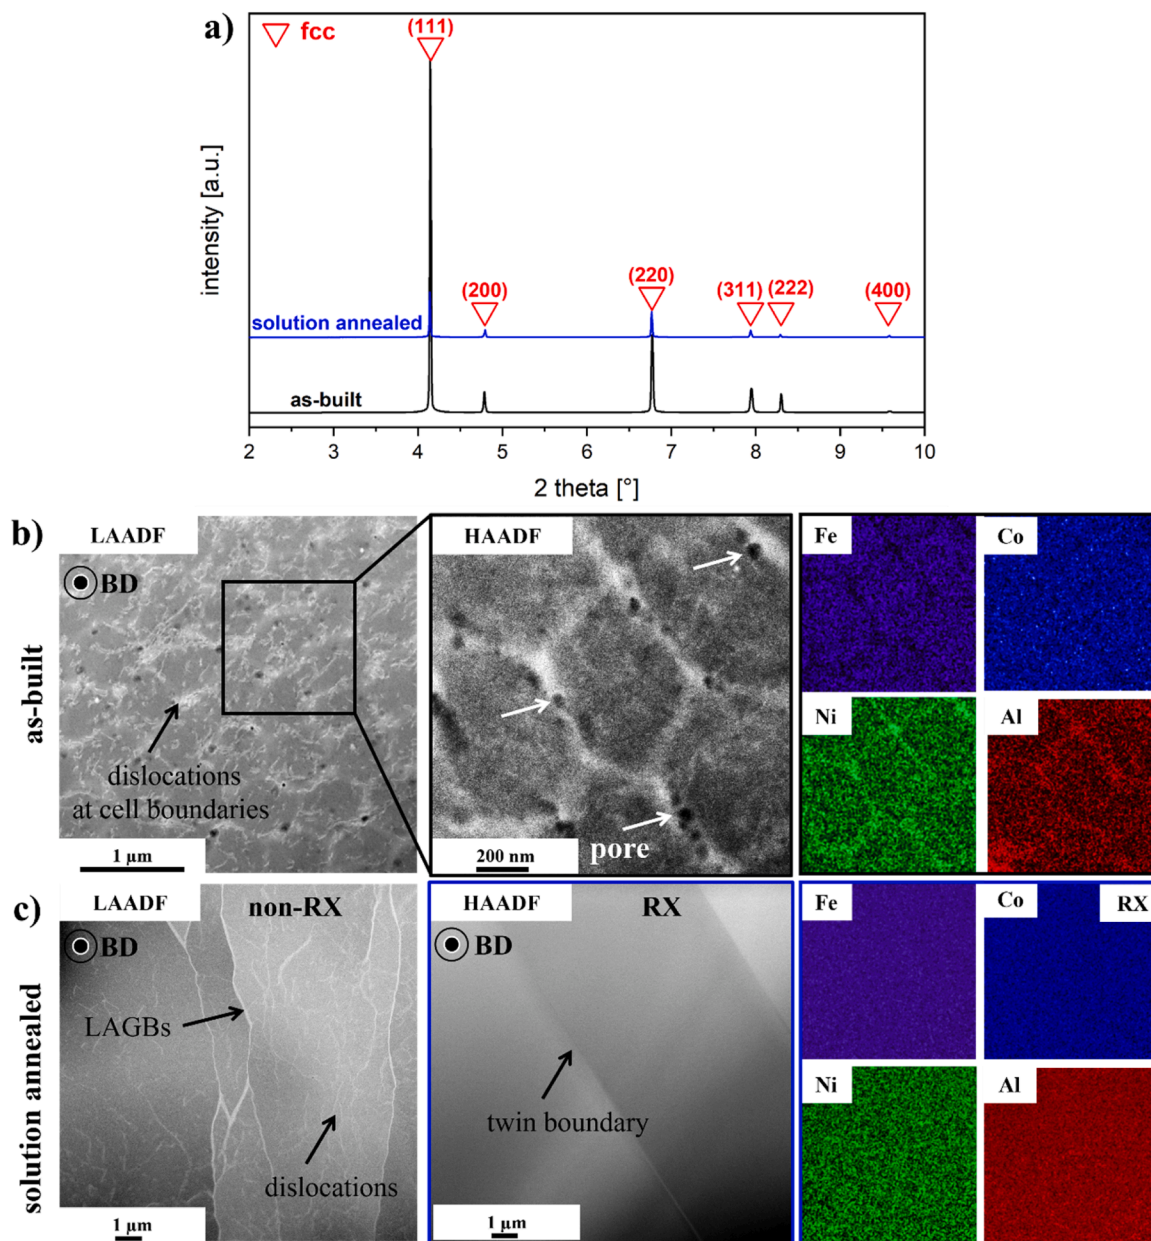 a)
fcc
(111)
(200)
(220)
(311)
(222)
(400)
intensity [a.u.]
solution annealed
as-built
2 3 4 5 6 7 8 9 10
2 theta [°]
b)
as-built
LAADF
BD
dislocations
at cell boundaries
1 µm
HAADF
pore
200 nm
Fe
Co
Ni
Al
c)
solution annealed
LAADF
non-RX
BD
LAGBs
dislocations
1 µm
HAADF
RX
BD
twin boundary
1 µm
Fe
Co
RX
Ni
Al